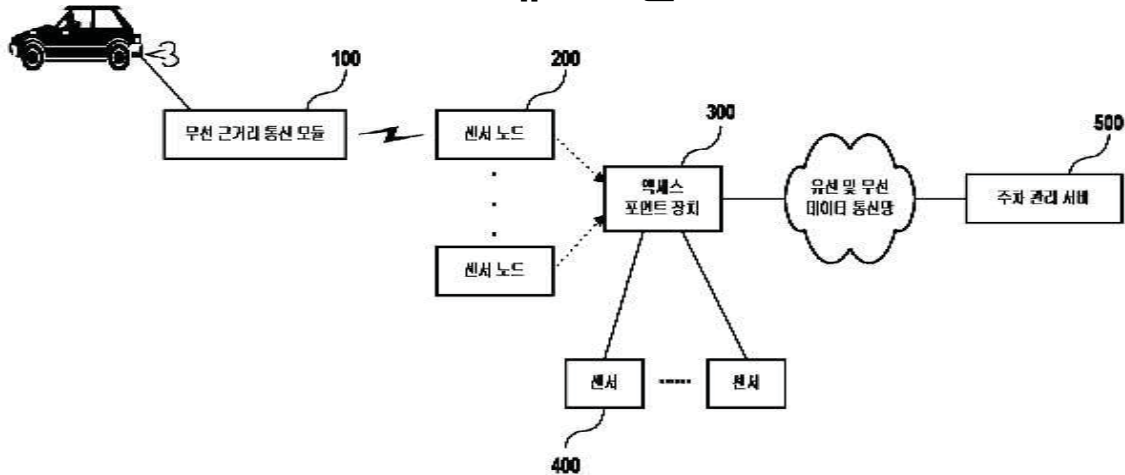 100
200
300
500
무선 근거리 통신 모듈
센서 노드
액세스
포인트 장치
유선 및 무선
데이터 통신망
주차 관리 서버
센서 노드
센서
센서
400